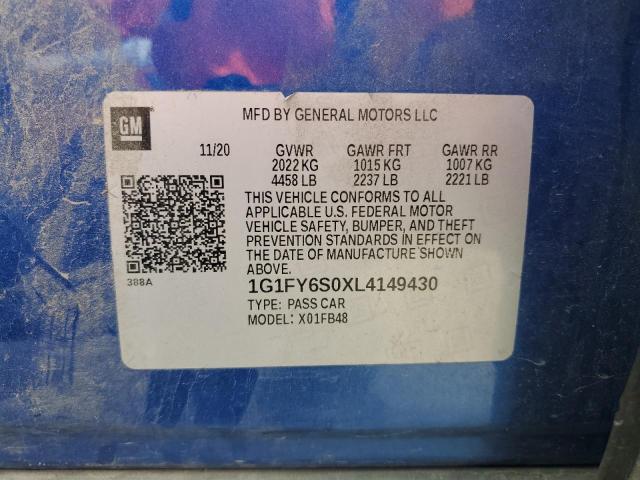 GM
MFD BY GENERAL MOTORS LLC
11/20 GVWR GAWR FRT GAWR RR
2022 KG 1015 KG 1007 KG
4458 LB 2237 LB 2221 LB
THIS VEHICLE CONFORMS TO ALL
APPLICABLE U.S. FEDERAL MOTOR
VEHICLE SAFETY, BUMPER, AND THEFT
PREVENTION STANDARDS IN EFFECT ON
THE DATE OF MANUFACTURE SHOWN
ABOVE.
388A
1G1FY6S0XL4149430
TYPE: PASS CAR
MODEL: X01FB48